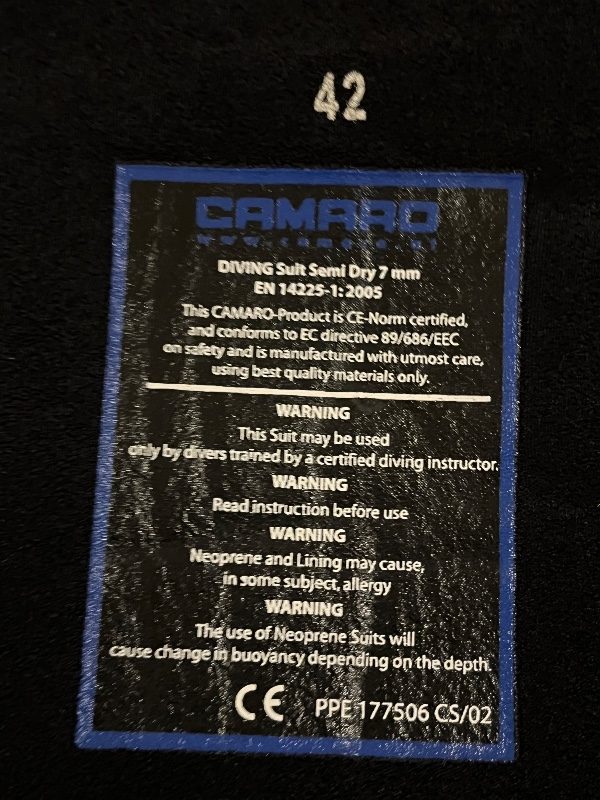 42
CAMARO
www.camaro.at
DIVING Suit Semi Dry 7 mm
EN 14225-1: 2005
This CAMARO-Product is CE-Norm certified,
and conforms to EC directive 89/686/EEC
on safety and is manufactured with utmost care,
using best quality materials only.
WARNING
This Suit may be used
only by divers trained by a certified diving instructor.
WARNING
Read instruction before use
WARNING
Neoprene and Lining may cause,
in some subject, allergy
WARNING
The use of Neoprene Suits will
cause change in buoyancy depending on the depth.
CE PPE 177506 CS/02